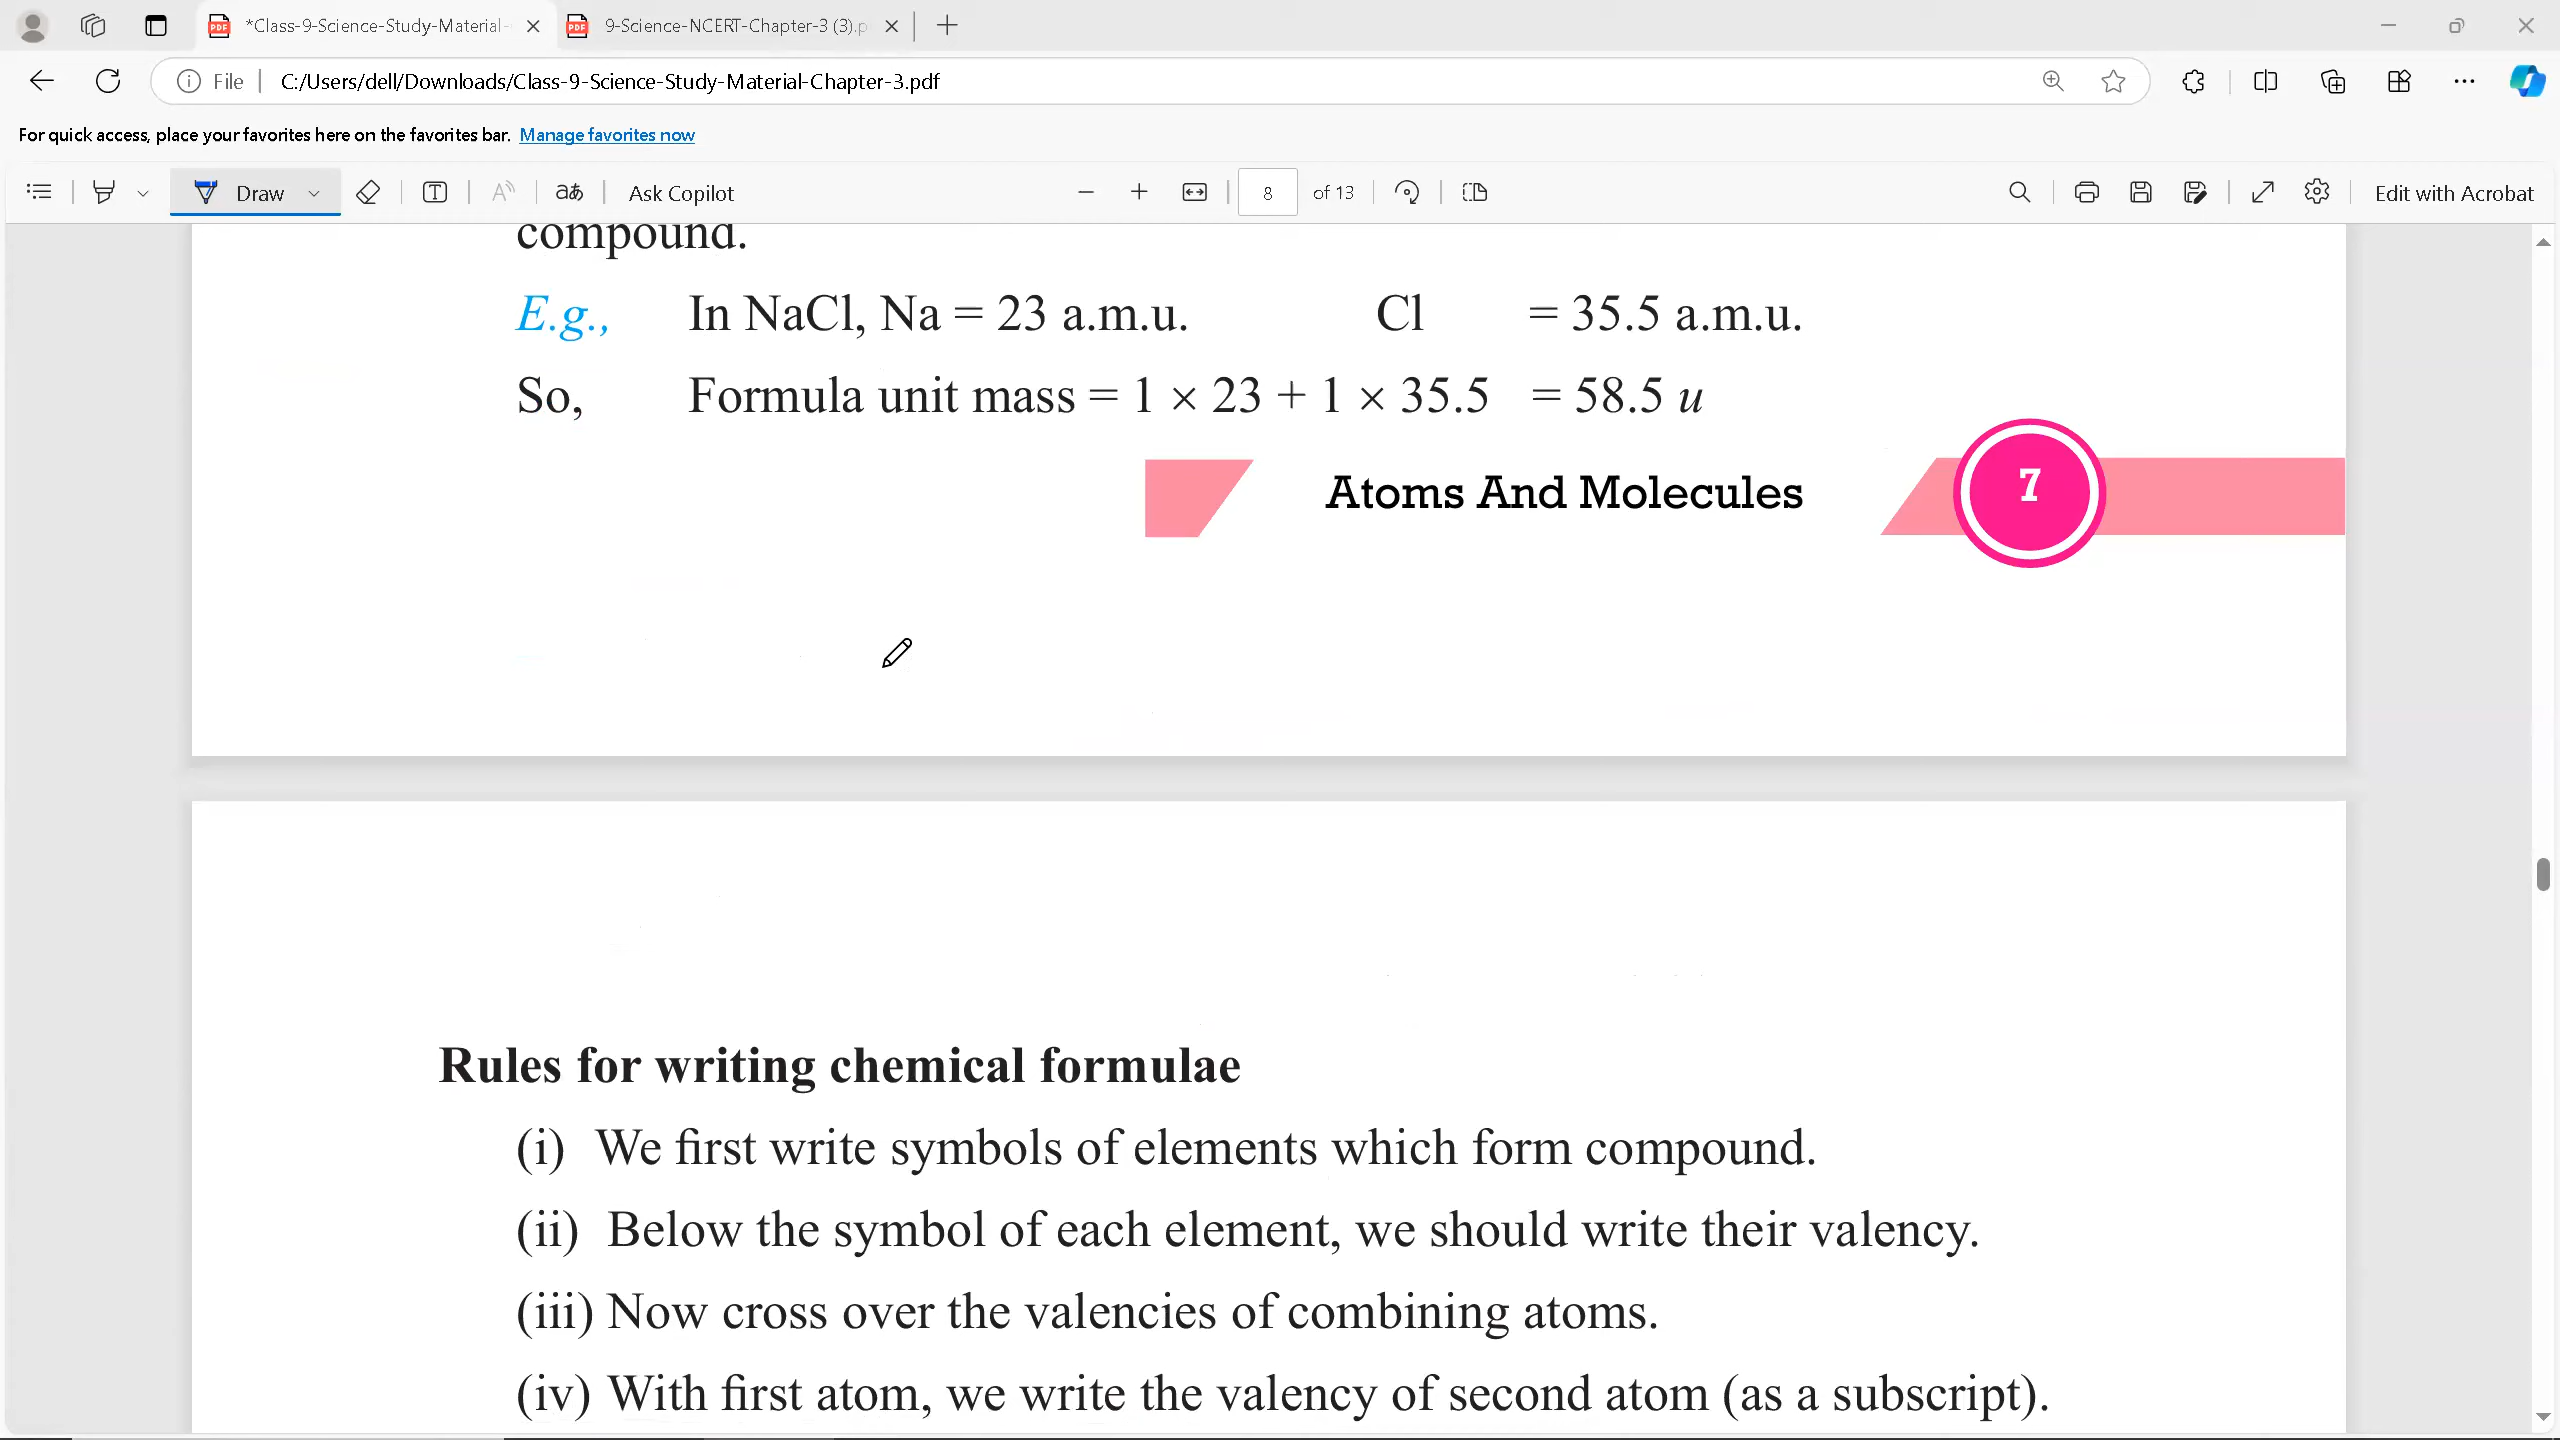 *Class-9-Science-Study-Material-
9-Science-NCERT-Chapter-3 (3).p
File
C:/Users/dell/Downloads/Class-9-Science-Study-Material-Chapter-3.pdf
For quick access, place your favorites here on the favorites bar. Manage favorites now
Draw
aあ
Ask Copilot
8 of 13
Edit with Acrobat
compound.
E.g., In NaCl, Na = 23 a.m.u. Cl = 35.5 a.m.u.
So, Formula unit mass = 1 × 23 + 1 × 35.5 = 58.5 u
Atoms And Molecules 7
Rules for writing chemical formulae
(i) We first write symbols of elements which form compound.
(ii) Below the symbol of each element, we should write their valency.
(iii) Now cross over the valencies of combining atoms.
(iv) With first atom, we write the valency of second atom (as a subscript).